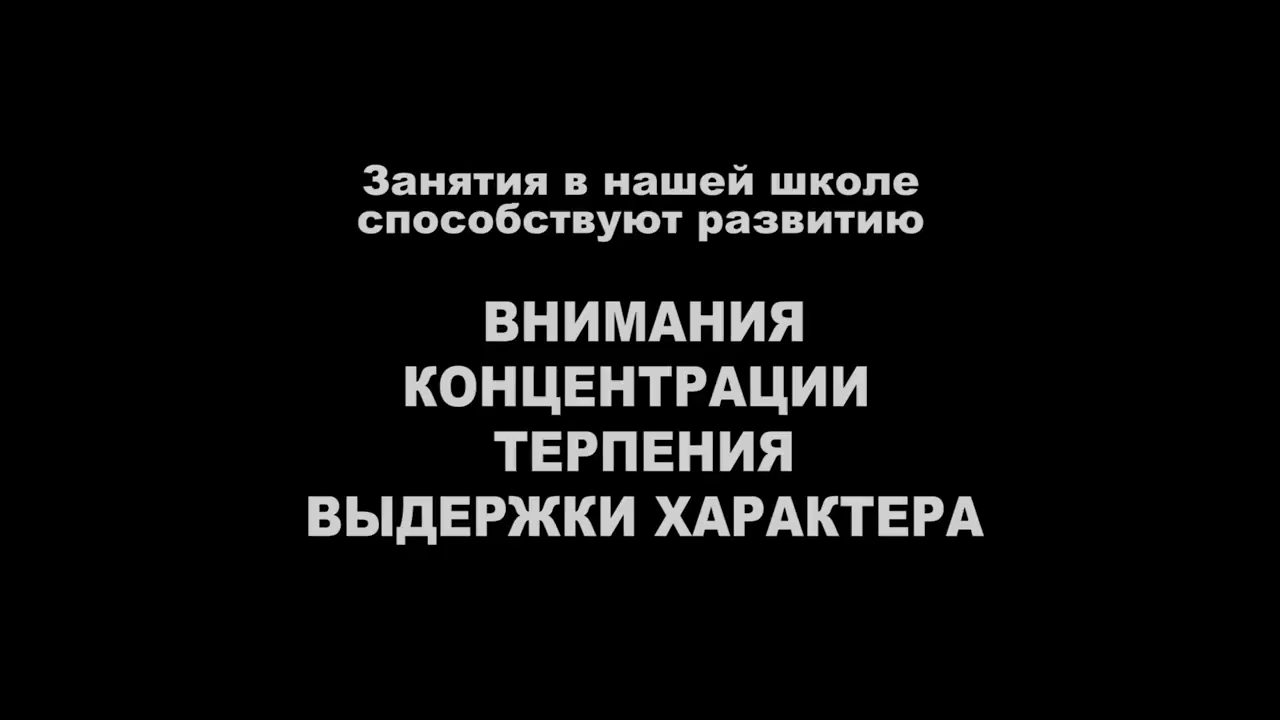 Занятия в нашей школе
способствуют развитию
ВНИМАНИЯ
КОНЦЕНТРАЦИИ
ТЕРПЕНИЯ
ВЫДЕРЖКИ ХАРАКТЕРА